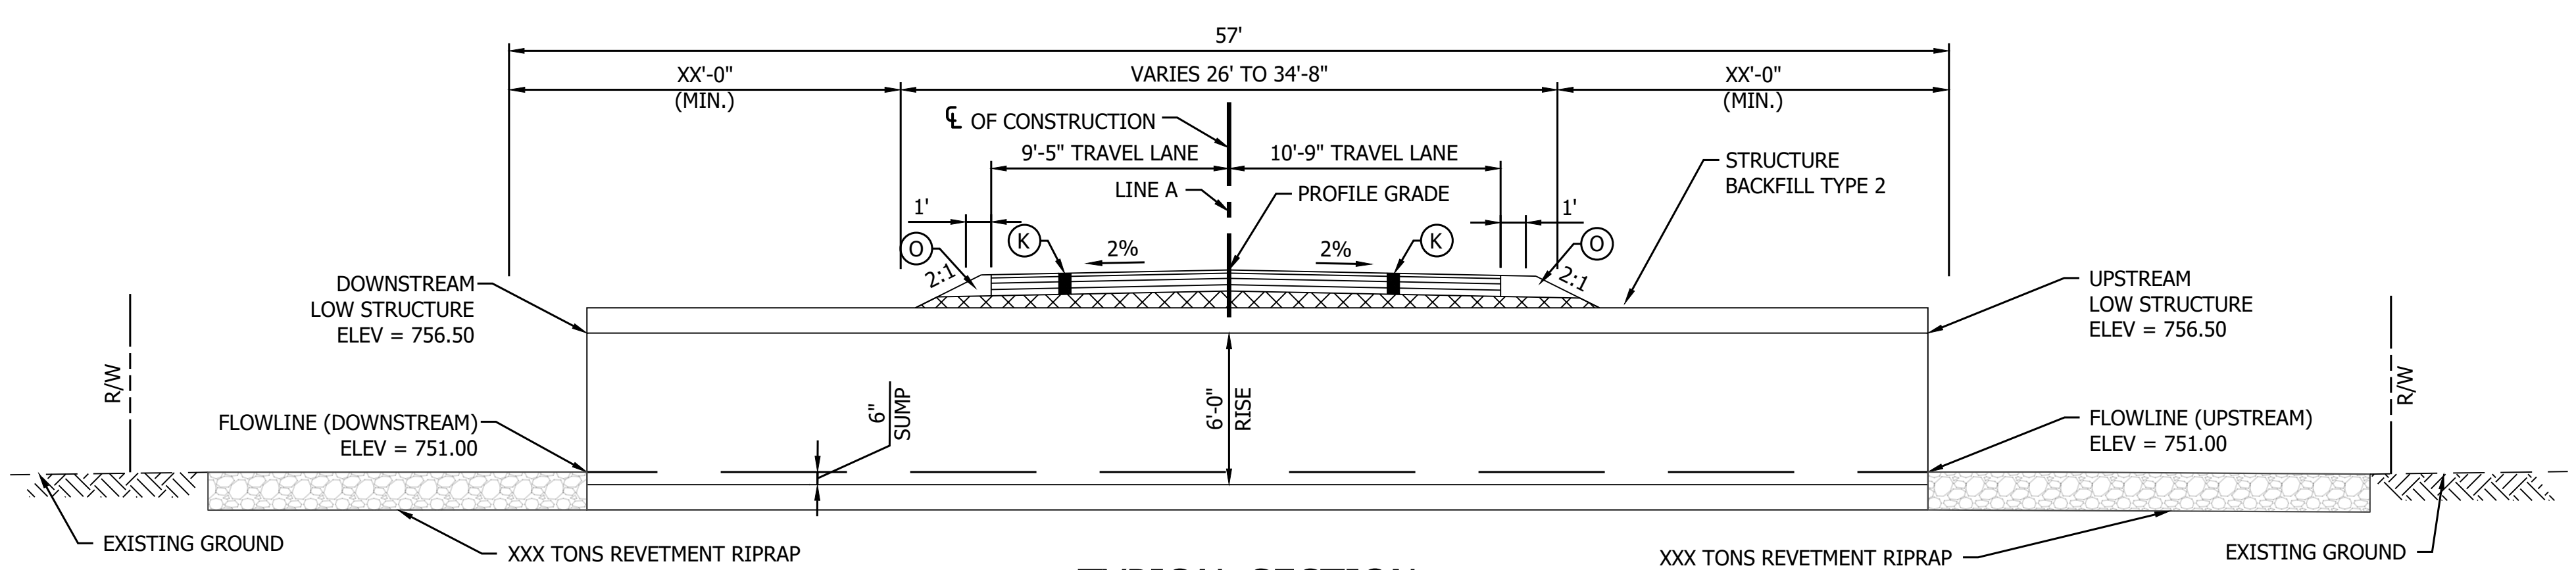 57'
XX'-0"
(MIN.)
VARIES 26' TO 34'-8"
XX'-0"
(MIN.)
℄ OF CONSTRUCTION
9'-5" TRAVEL LANE
10'-9" TRAVEL LANE
STRUCTURE
BACKFILL TYPE 2
LINE A
PROFILE GRADE
1'
1'
O
K
2%
2%
K
O
2:1
2:1
DOWNSTREAM
LOW STRUCTURE
ELEV = 756.50
UPSTREAM
LOW STRUCTURE
ELEV = 756.50
R/W
R/W
6"
SUMP
6'-0"
RISE
FLOWLINE (DOWNSTREAM)
ELEV = 751.00
FLOWLINE (UPSTREAM)
ELEV = 751.00
EXISTING GROUND
XXX TONS REVETMENT RIPRAP
XXX TONS REVETMENT RIPRAP
EXISTING GROUND
TYPICAL SECTION